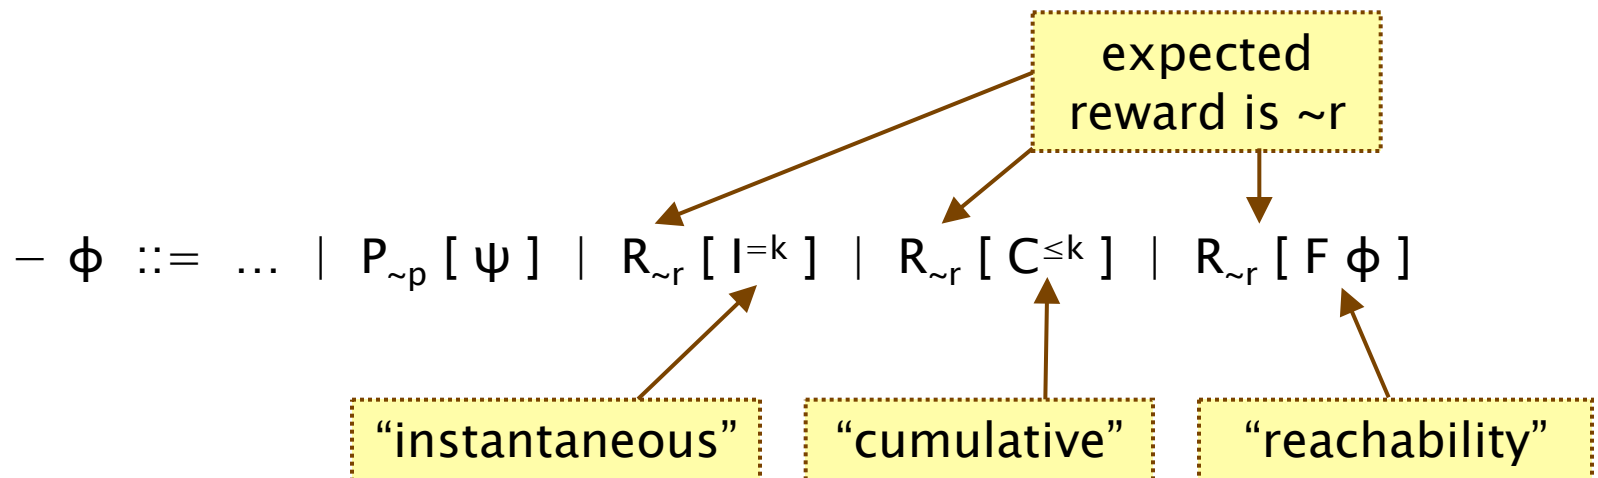 expected
reward is ~r
– ϕ ::= … | P~p [ ψ ] | R~r [ I=k ] | R~r [ C≤k ] | R~r [ F ϕ ]
“instantaneous” “cumulative” “reachability”